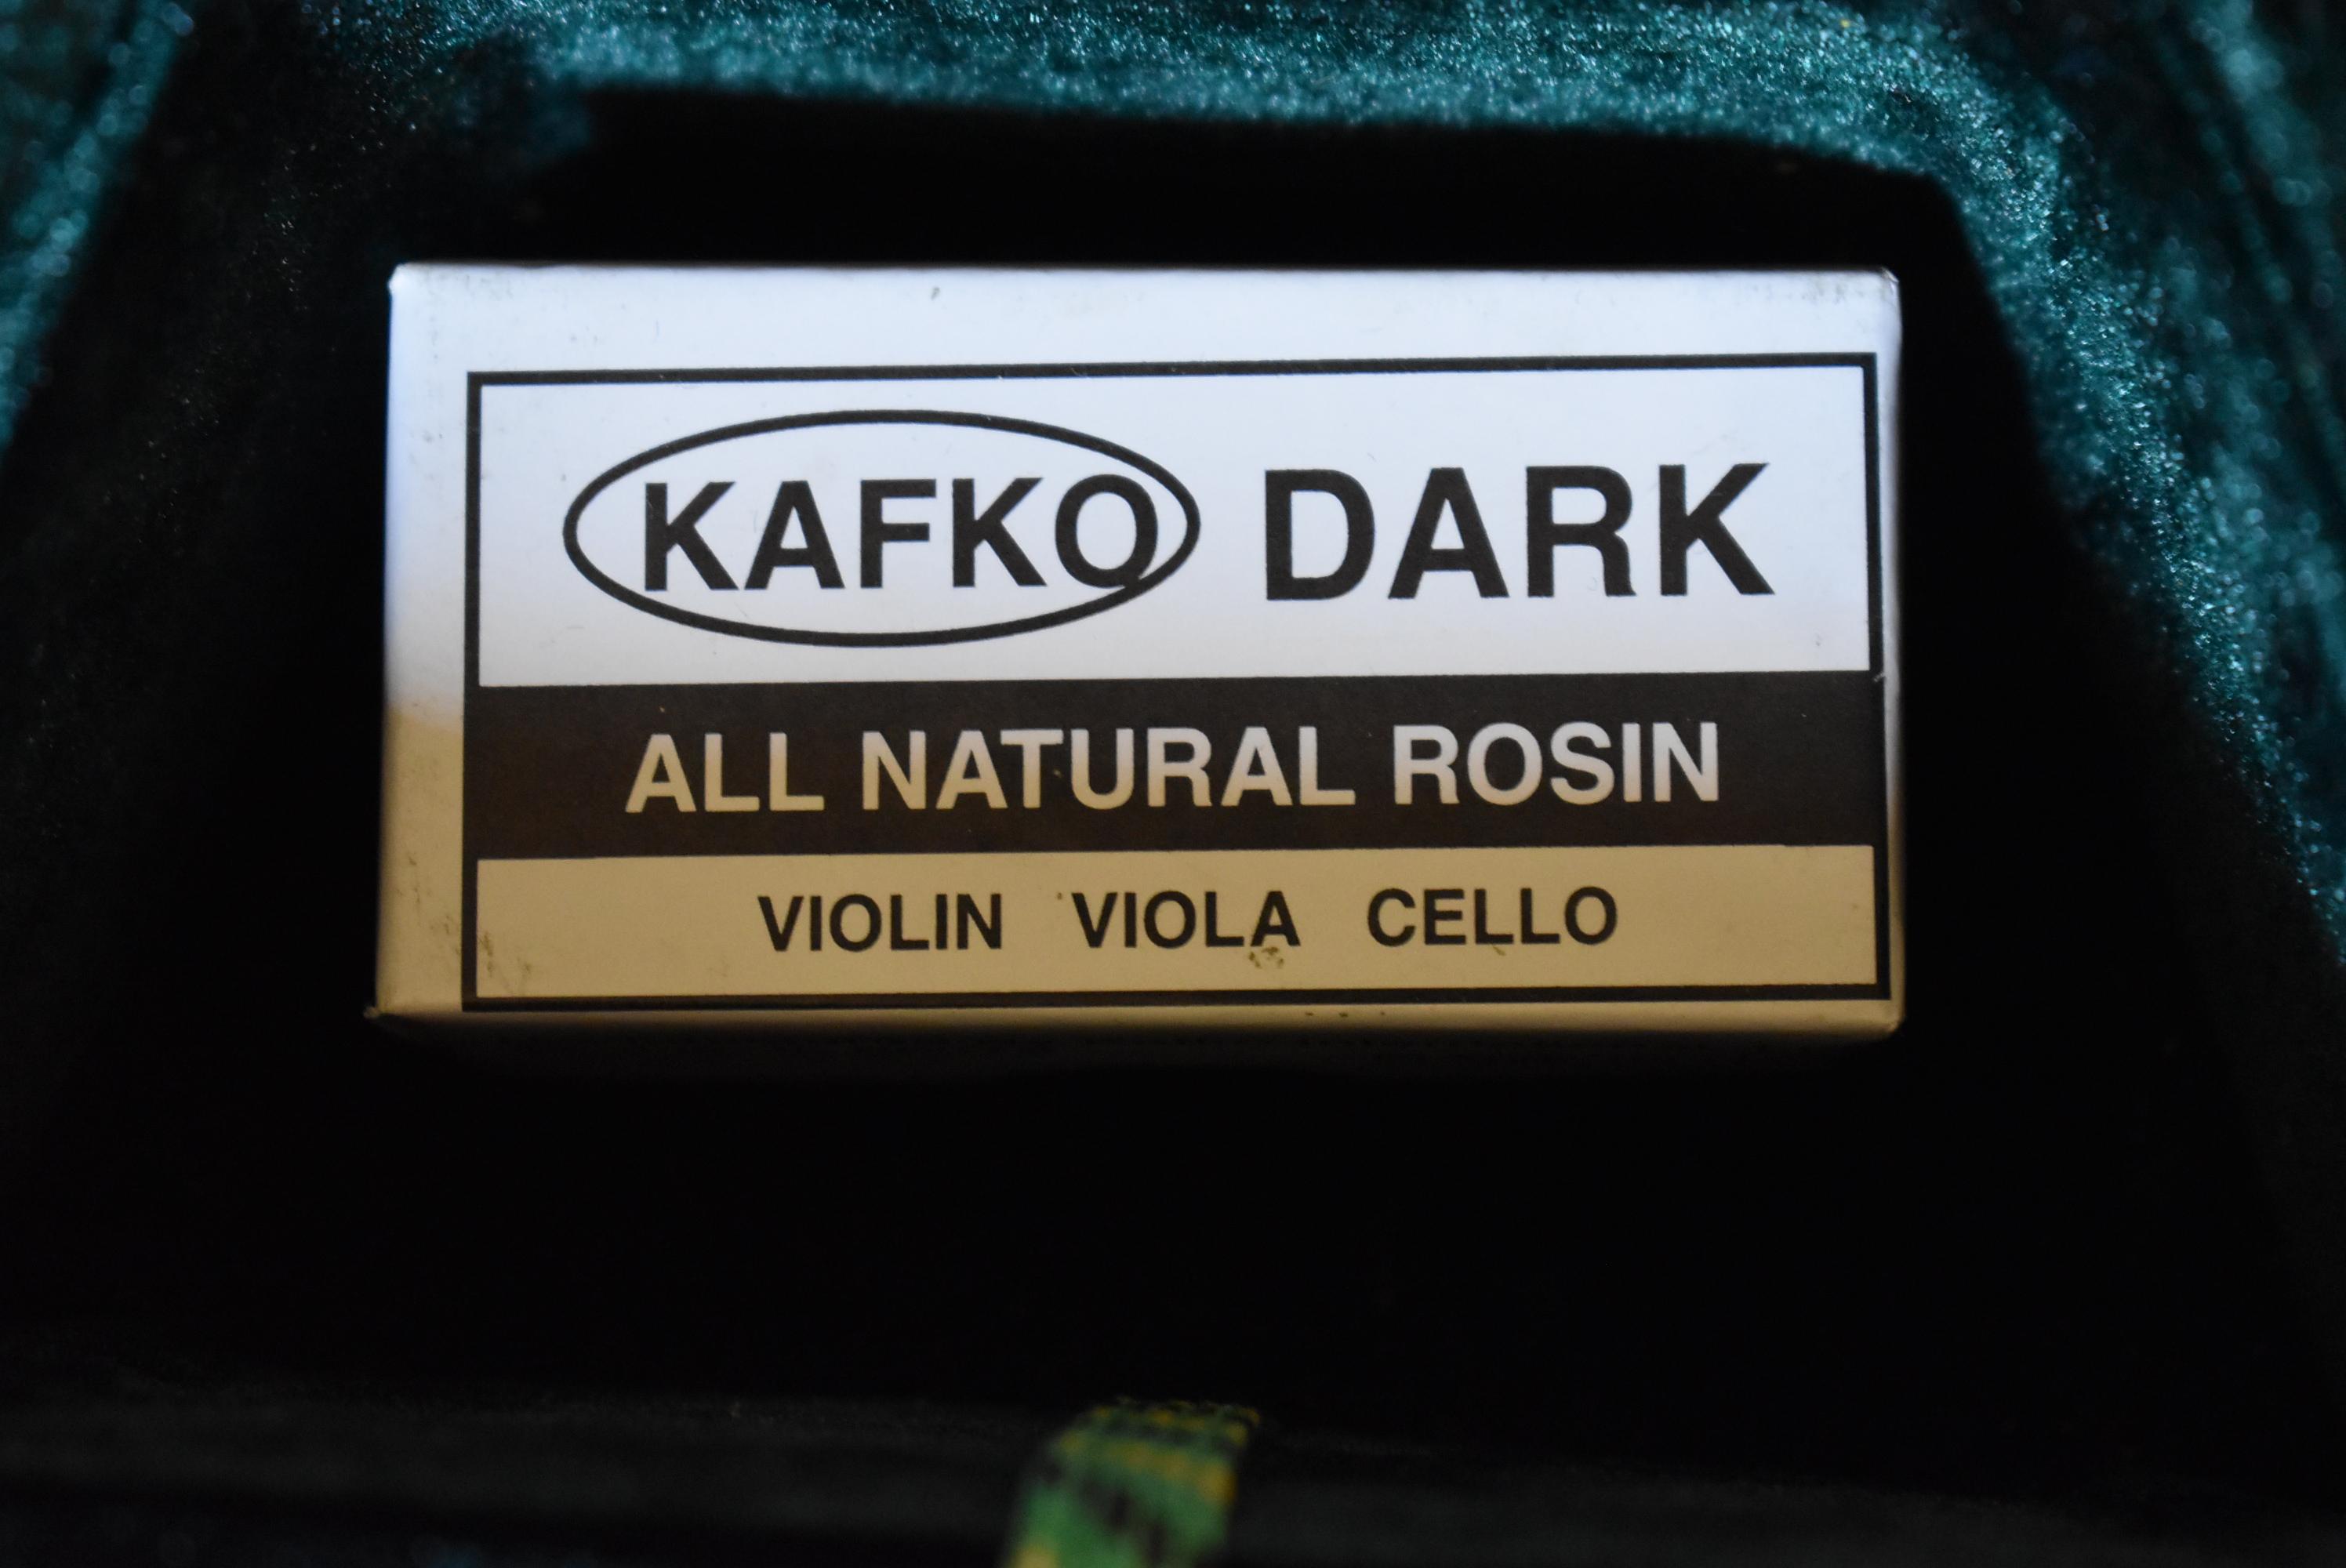 KAFKO DARK
ALL NATURAL ROSIN
VIOLIN VIOLA CELLO